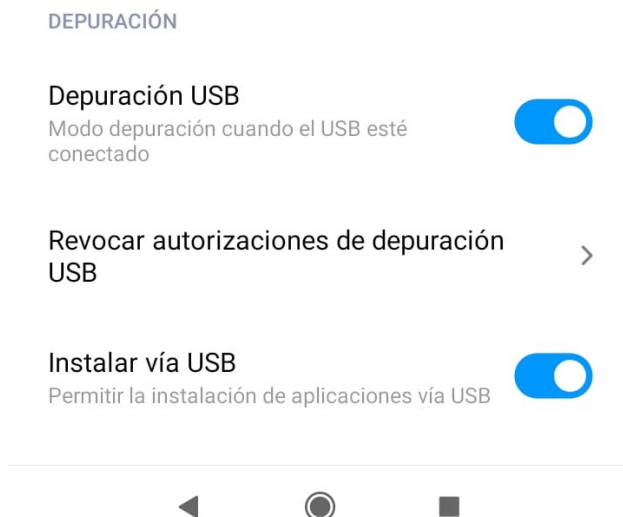 DEPURACIÓN
Depuración USB
Modo depuración cuando el USB esté
conectado
Revocar autorizaciones de depuración
USB
Instalar vía USB
Permitir la instalación de aplicaciones vía USB